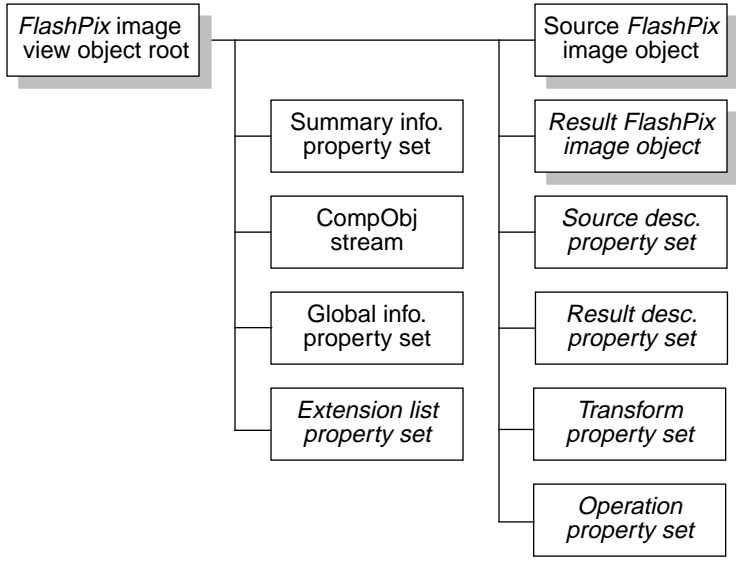 FlashPix image
view object root
Source FlashPix
image object
Summary info.
property set
Result FlashPix
image object
CompObj
stream
Source desc.
property set
Global info.
property set
Result desc.
property set
Extension list
property set
Transform
property set
Operation
property set